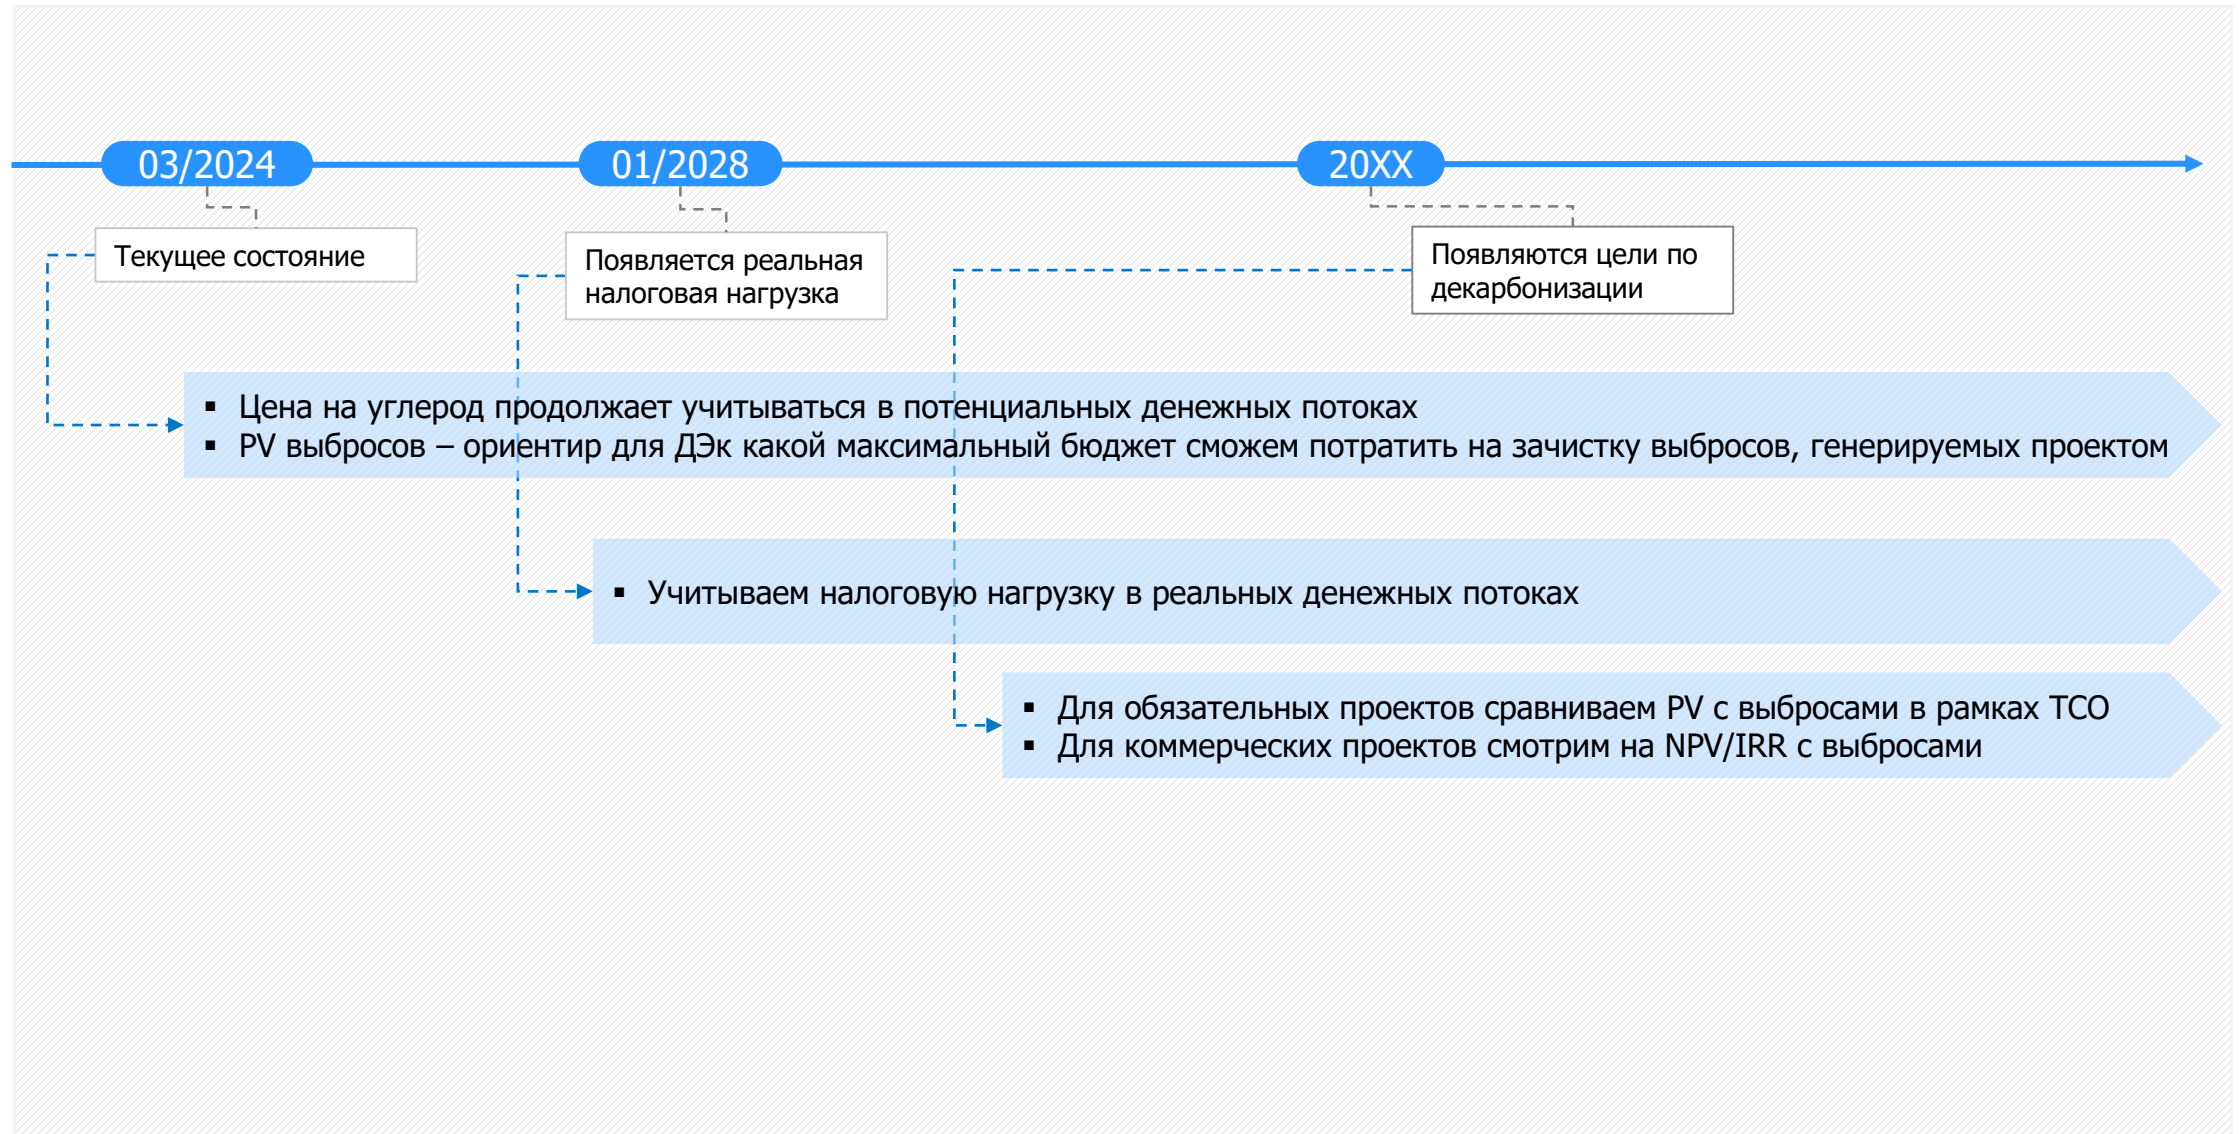 03/2024
01/2028
20XX
Текущее состояние
Появляется реальная
налоговая нагрузка
Появляются цели по
декарбонизации
▪ Цена на углерод продолжает учитываться в потенциальных денежных потоках
▪ PV выбросов – ориентир для ДЭк какой максимальный бюджет сможем потратить на зачистку выбросов, генерируемых проектом
▪ Учитываем налоговую нагрузку в реальных денежных потоках
▪ Для обязательных проектов сравниваем PV с выбросами в рамках TCO
▪ Для коммерческих проектов смотрим на NPV/IRR с выбросами